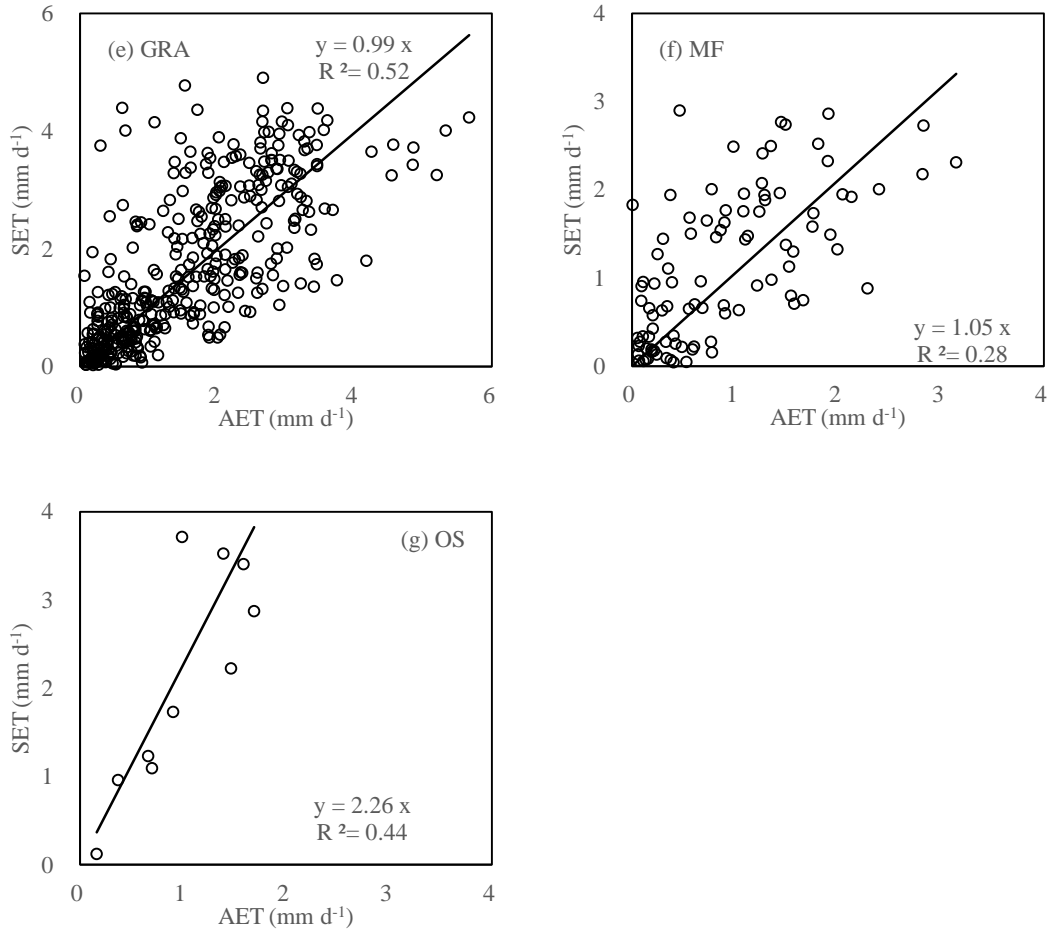 6
4
2
0
SET (mm d-1)
(e) GRA
y = 0.99 x
R ²= 0.52
0 2 4 6
AET (mm d-1)
4
3
2
1
0
SET (mm d-1)
(f) MF
y = 1.05 x
R ²= 0.28
0 1 2 3 4
AET (mm d-1)
4
3
2
1
0
SET (mm d-1)
(g) OS
y = 2.26 x
R ²= 0.44
0 1 2 3 4
AET (mm d-1)